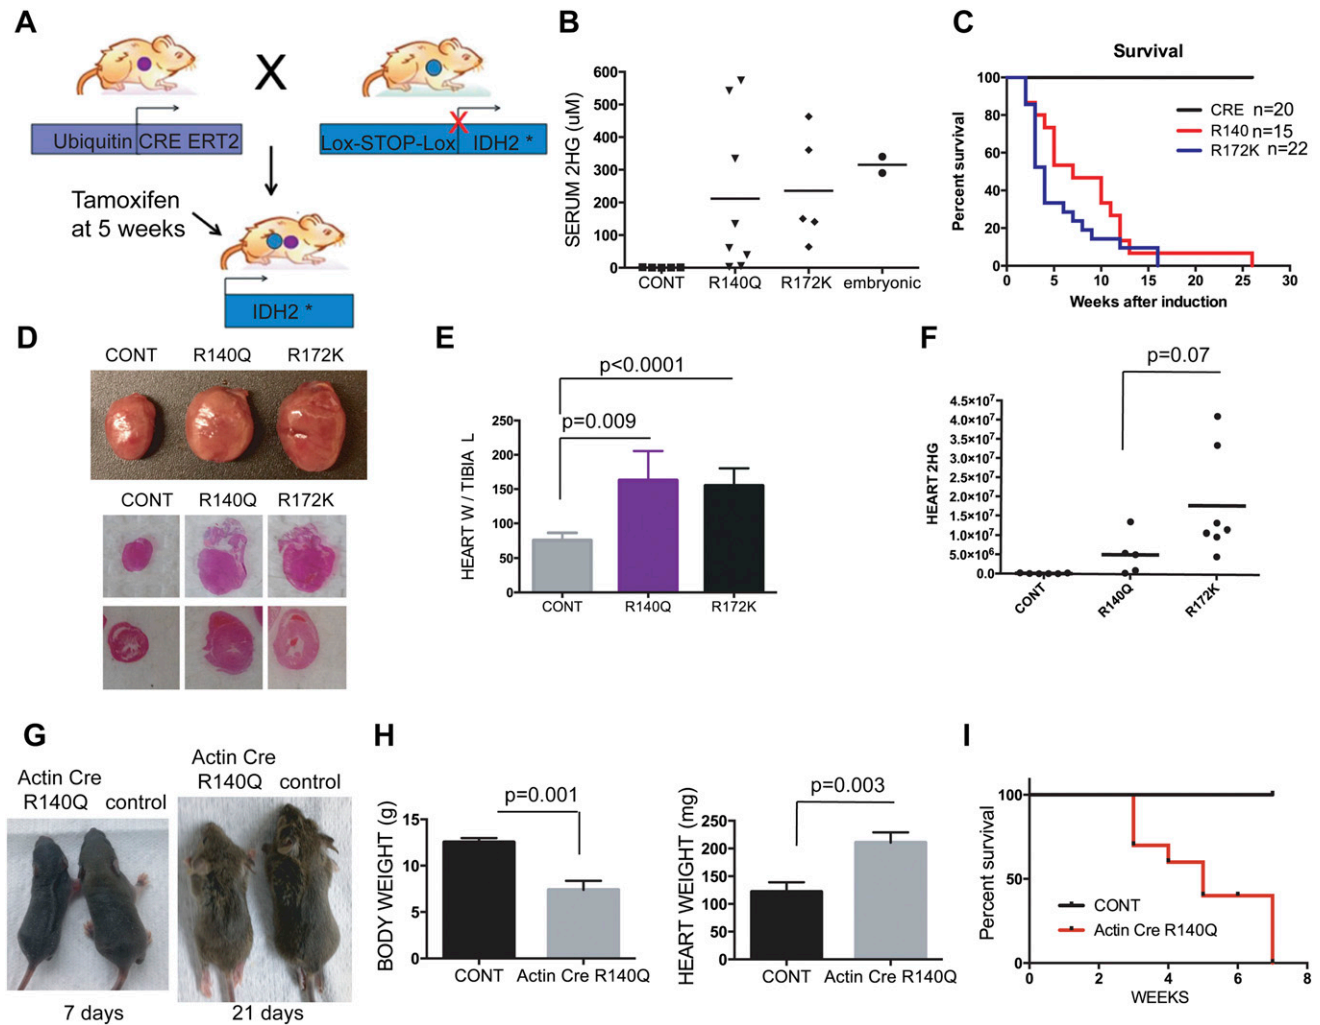 A
X
Ubiquitin CRE ERT2
X
Lox-STOP-Lox IDH2 *
Tamoxifen
at 5 weeks
IDH2 *
B
SERUM 2HG (uM)
600
500
400
300
200
100
0
CONT R140Q R172K embryonic
C
Survival
Percent survival
100
80
60
40
20
0
CRE n=20
R140 n=15
R172K n=22
0 5 10 15 20 25 30
Weeks after induction
D
CONT R140Q R172K
CONT R140Q R172K
E
p<0.0001
p=0.009
HEART W / TIBIA L
250
200
150
100
50
0
CONT R140Q R172K
F
p=0.07
HEART 2HG
4.5×10⁷
4.0×10⁷
3.5×10⁷
3.0×10⁷
2.5×10⁷
2.0×10⁷
1.5×10⁷
1.0×10⁷
5.0×10⁶
0.0
CONT R140Q R172K
G
Actin Cre
R140Q control
7 days
Actin Cre
R140Q control
21 days
H
p=0.001
BODY WEIGHT (g)
15
10
5
0
CONT Actin Cre R140Q
p=0.003
HEART WEIGHT (mg)
250
200
150
100
50
0
CONT Actin Cre R140Q
I
Percent survival
100
50
0
CONT
Actin Cre R140Q
0 2 4 6 8
WEEKS